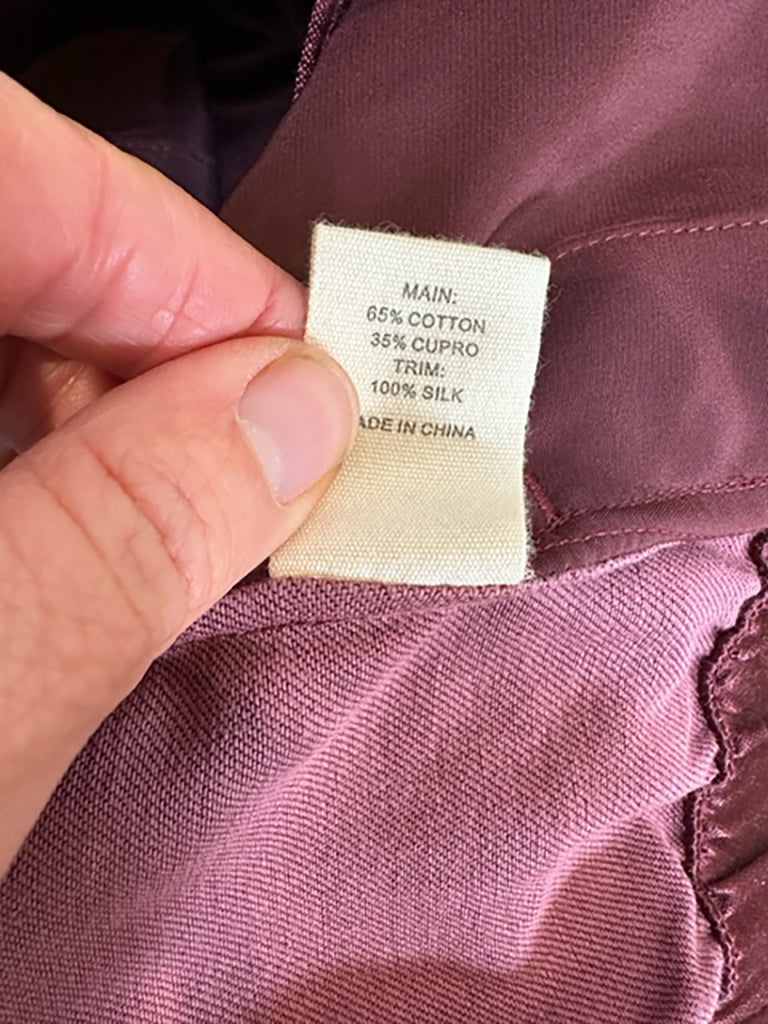 MAIN:
65% COTTON
35% CUPRO
TRIM:
100% SILK
ADE IN CHINA